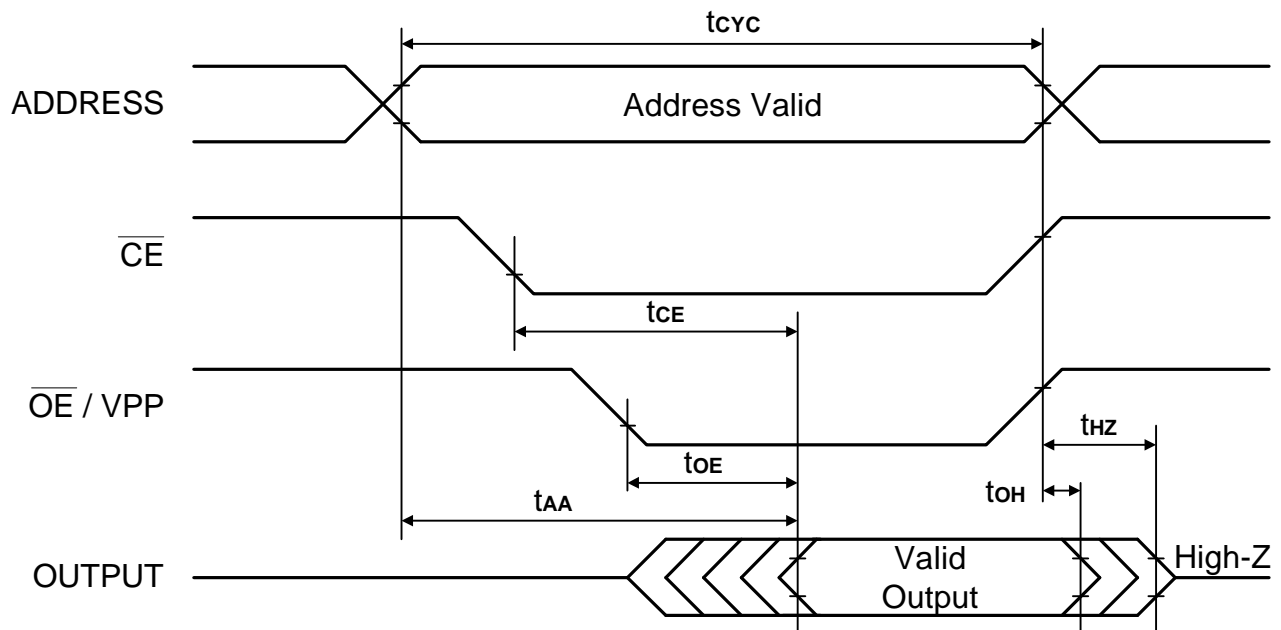 tCYC
ADDRESS
Address Valid
CE
tCE
OE / VPP
tHZ
tOE
tOH
tAA
OUTPUT
Valid
Output
High-Z